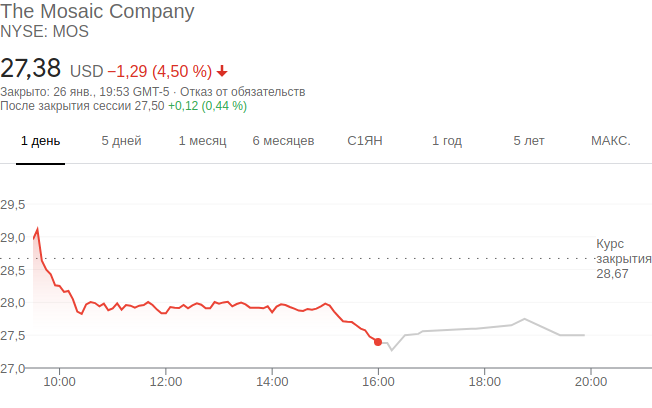 The Mosaic Company
NYSE: MOS
27,38 USD −1,29 (4,50 %)
Закрыто: 26 янв., 19:53 GMT-5 · Отказ от обязательств
После закрытия сессии 27,50 +0,12 (0,44 %)
1 день 5 дней 1 месяц 6 месяцев С1ЯН 1 год 5 лет МАКС.
29,5
29,0
28,5
28,0
27,5
27,0
Курс
закрытия
28,67
10:00 12:00 14:00 16:00 18:00 20:00